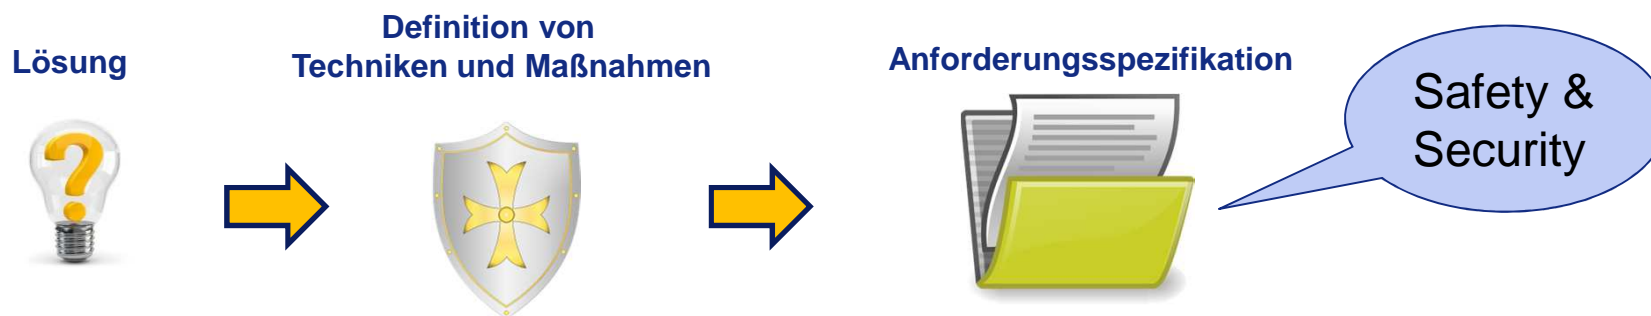 Lösung
Definition von
Techniken und Maßnahmen
Anforderungsspezifikation
Safety &
Security